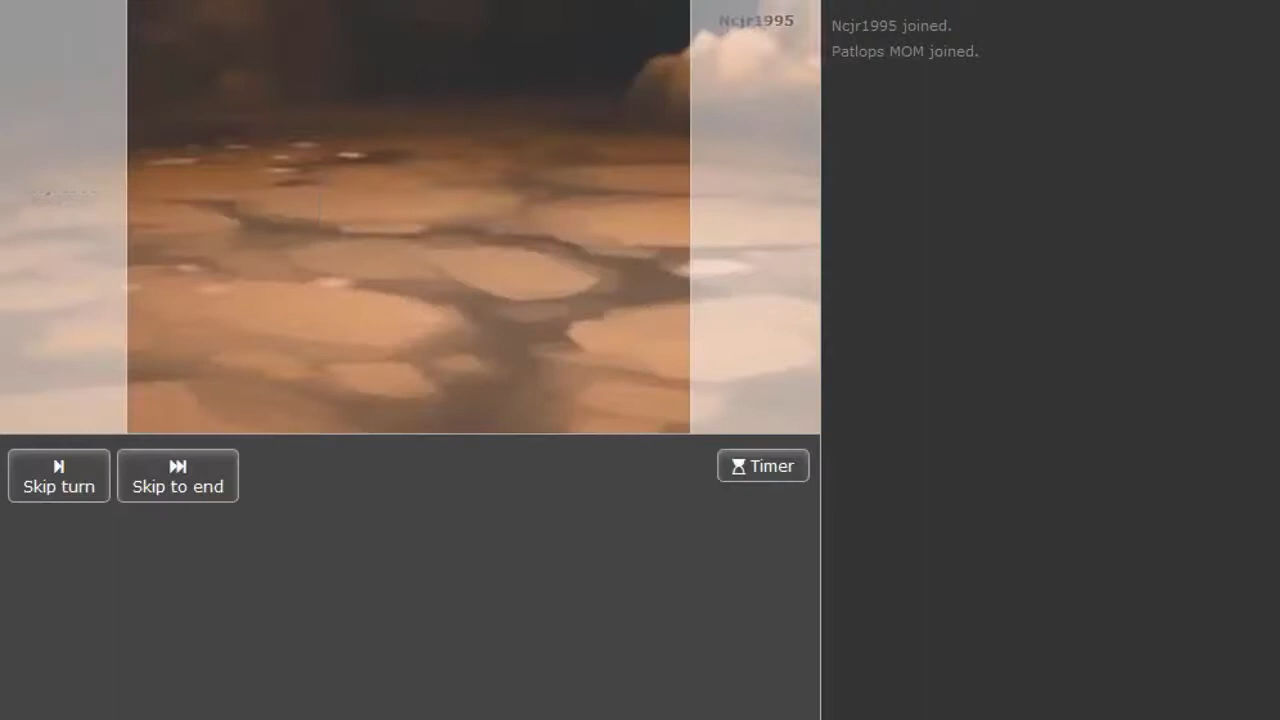 Ncjr1995
Ncjr1995 joined.
Patlops MOM joined.
Skip turn
Skip to end
Timer